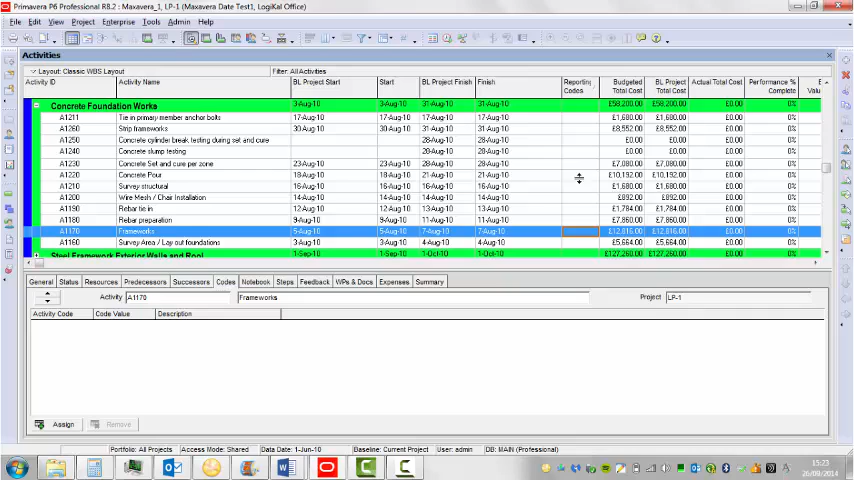 Primavera P6 Professional R8.2 : Maxavera_1, LP-1 (Maxavera Date Test1, LogiKal Office)
File Edit View Project Enterprise Tools Admin Help
Activities
Layout: Classic WBS Layout Filter: All Activities
Activity ID Activity Name BL Project Start Start BL Project Finish Finish Reporting Codes Budgeted Total Cost BL Project Total Cost Actual Total Cost Performance % Complete E Valu
Concrete Foundation Works 3-Aug-10 3-Aug-10 31-Aug-10 31-Aug-10 £58,200.00 £58,200.00 £0.00 0%
A1211 Tie in primary member anchor bolts 17-Aug-10 17-Aug-10 17-Aug-10 17-Aug-10 £1,680.00 £1,680.00 £0.00 0%
A1260 Strip frameworks 30-Aug-10 30-Aug-10 31-Aug-10 31-Aug-10 £8,552.00 £8,552.00 £0.00 0%
A1250 Concrete cylinder break testing during set and cure 28-Aug-10 28-Aug-10 £0.00 £0.00 £0.00 0%
A1240 Concrete slump testing 28-Aug-10 28-Aug-10 £0.00 £0.00 £0.00 0%
A1230 Concrete Set and cure per zone 23-Aug-10 23-Aug-10 28-Aug-10 28-Aug-10 £7,080.00 £7,080.00 £0.00 0%
A1220 Concrete Pour 18-Aug-10 18-Aug-10 21-Aug-10 21-Aug-10 £10,192.00 £10,192.00 £0.00 0%
A1210 Survey structural 16-Aug-10 16-Aug-10 16-Aug-10 16-Aug-10 £1,680.00 £1,680.00 £0.00 0%
A1200 Wire Mesh / Chair Installation 14-Aug-10 14-Aug-10 14-Aug-10 14-Aug-10 £892.00 £892.00 £0.00 0%
A1190 Rebar tie in 12-Aug-10 12-Aug-10 13-Aug-10 13-Aug-10 £1,784.00 £1,784.00 £0.00 0%
A1180 Rebar preparation 9-Aug-10 9-Aug-10 11-Aug-10 11-Aug-10 £7,860.00 £7,860.00 £0.00 0%
A1170 Frameworks 5-Aug-10 5-Aug-10 7-Aug-10 7-Aug-10 £12,816.00 £12,816.00 £0.00 0%
A1160 Survey Area / Lay out foundations 3-Aug-10 3-Aug-10 4-Aug-10 4-Aug-10 £5,664.00 £5,664.00 £0.00 0%
Steel Framework Exterior Walls and Roof 1-Sep-10 1-Sep-10 1-Oct-10 1-Oct-10 £127,260.00 £127,260.00 £0.00 0%
General Status Resources Predecessors Successors Codes Notebook Steps Feedback WPs & Docs Expenses Summary
Activity A1170 Frameworks Project LP-1
Activity Code Code Value Description
Assign Remove
Portfolio: All Projects Access Mode: Shared Data Date: 1-Jun-10 Baseline: Current Project User: admin DB: MAIN (Professional)
15:23
26/09/2014